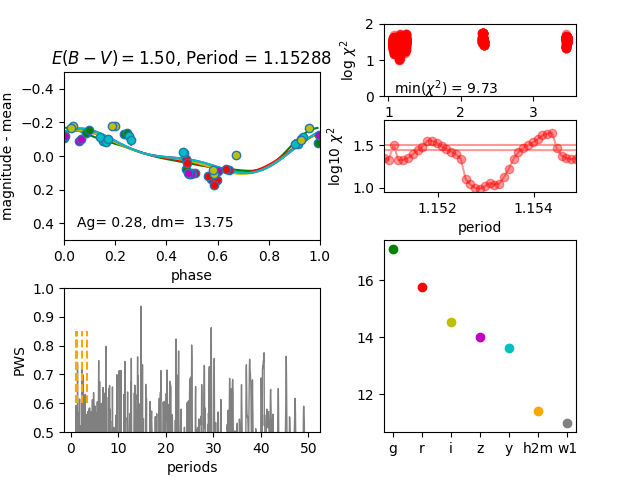 E(B − V) = 1.50, Period = 1.15288
magnitude - mean
−0.4
−0.2
0.0
0.2
0.4
Ag= 0.28, dm=  13.75
0.0 0.2 0.4 0.6 0.8 1.0
phase
log χ²
2
1
0
min(χ²) = 9.73
1 2 3
log10 χ²
1.5
1.0
1.152 1.154
period
PWS
1.0
0.9
0.8
0.7
0.6
0.5
0 10 20 30 40 50
periods
16
14
12
g r i z y h2m w1